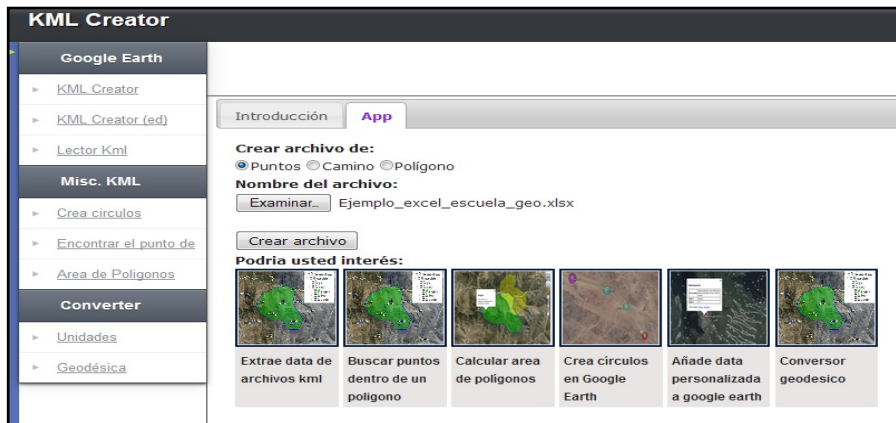 KML Creator
Google Earth
KML Creator
KML Creator (ed)
Lector Kml
Misc. KML
Crea circulos
Encontrar el punto de
Area de Poligonos
Converter
Unidades
Geodésica
Introducción
App
Crear archivo de:
Puntos Camino Polígono
Nombre del archivo:
Examinar... Ejemplo_excel_escuela_geo.xlsx
Crear archivo
Podria usted interés:
Extrae data de
archivos kml
Buscar puntos
dentro de un
poligono
Calcular area
de polígonos
Crea círculos
en Google
Earth
Añade data
personalizada
a google earth
Conversor
geodesico